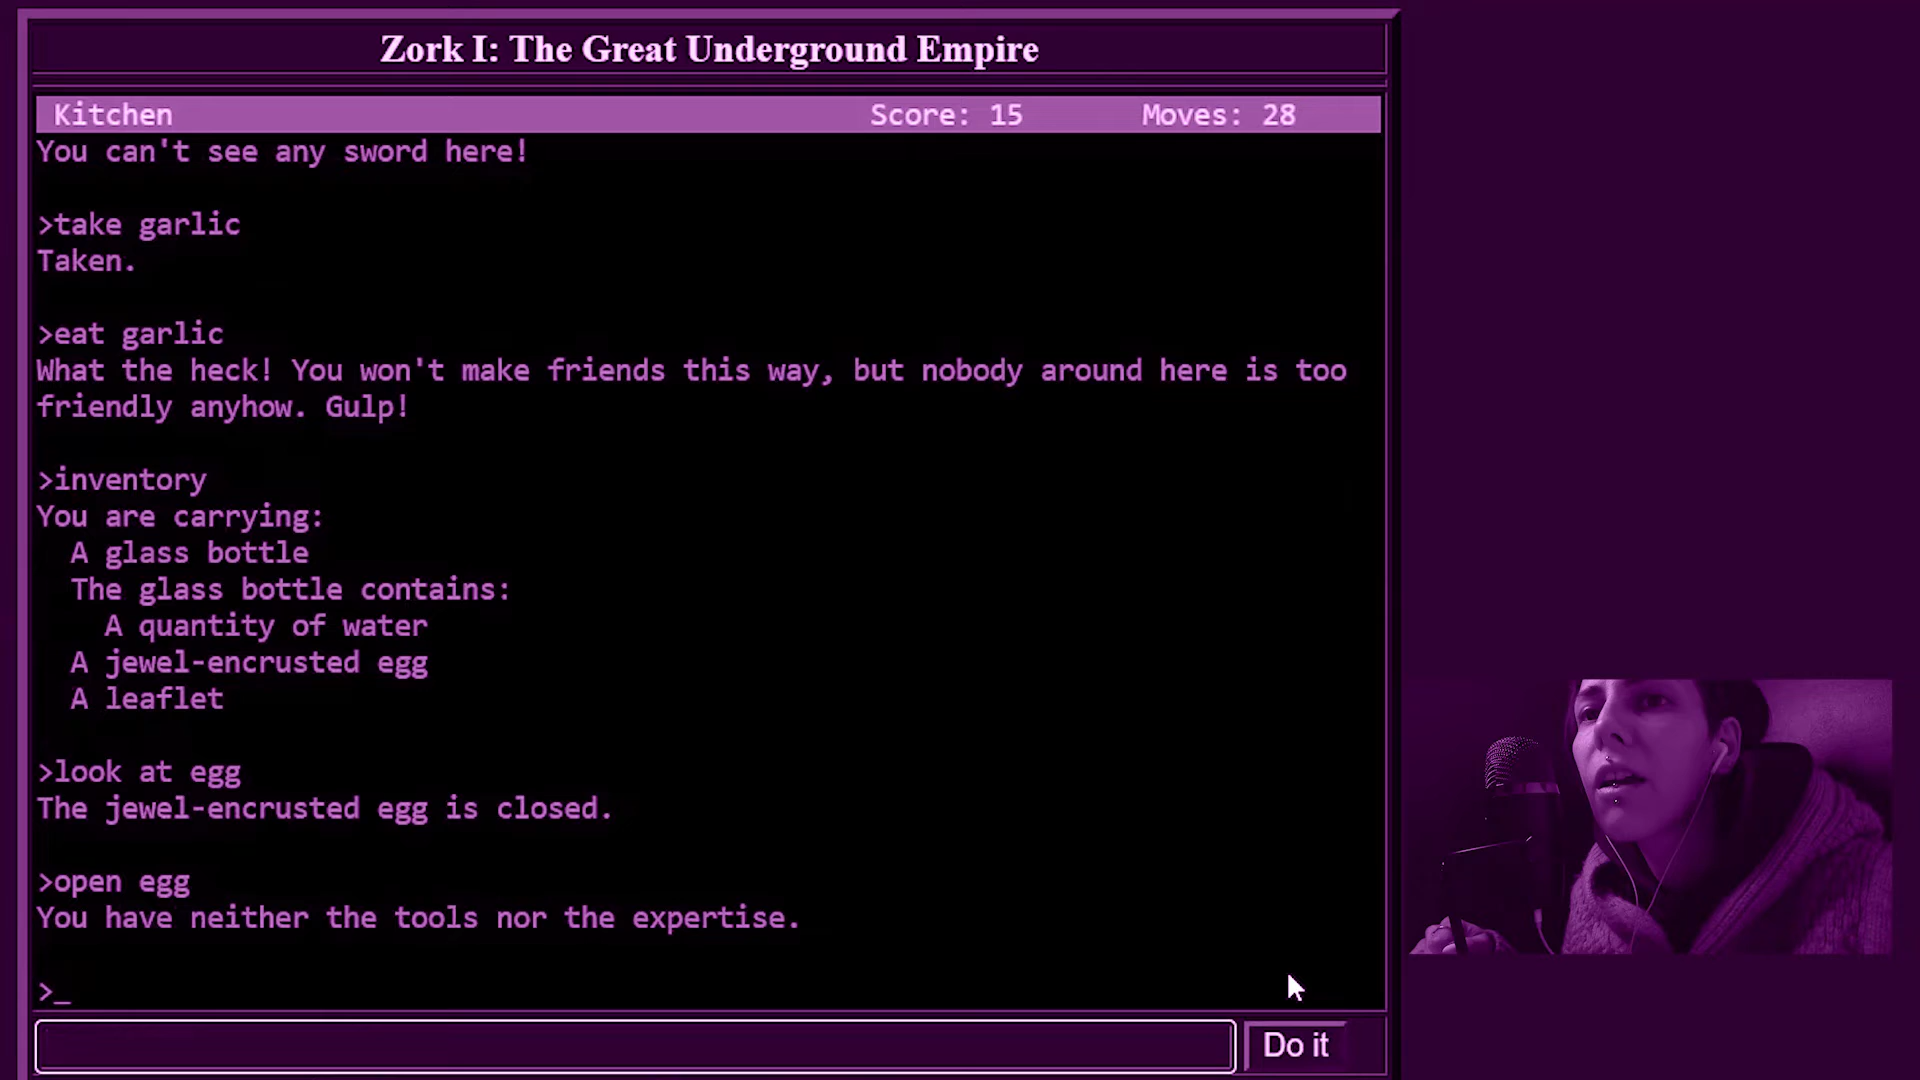 Zork I: The Great Underground Empire
Kitchen Score: 15 Moves: 28
You can't see any sword here!
>take garlic
Taken.
>eat garlic
What the heck! You won't make friends this way, but nobody around here is too
friendly anyhow. Gulp!
>inventory
You are carrying:
A glass bottle
The glass bottle contains:
A quantity of water
A jewel-encrusted egg
A leaflet
>look at egg
The jewel-encrusted egg is closed.
>open egg
You have neither the tools nor the expertise.
>_
Do it